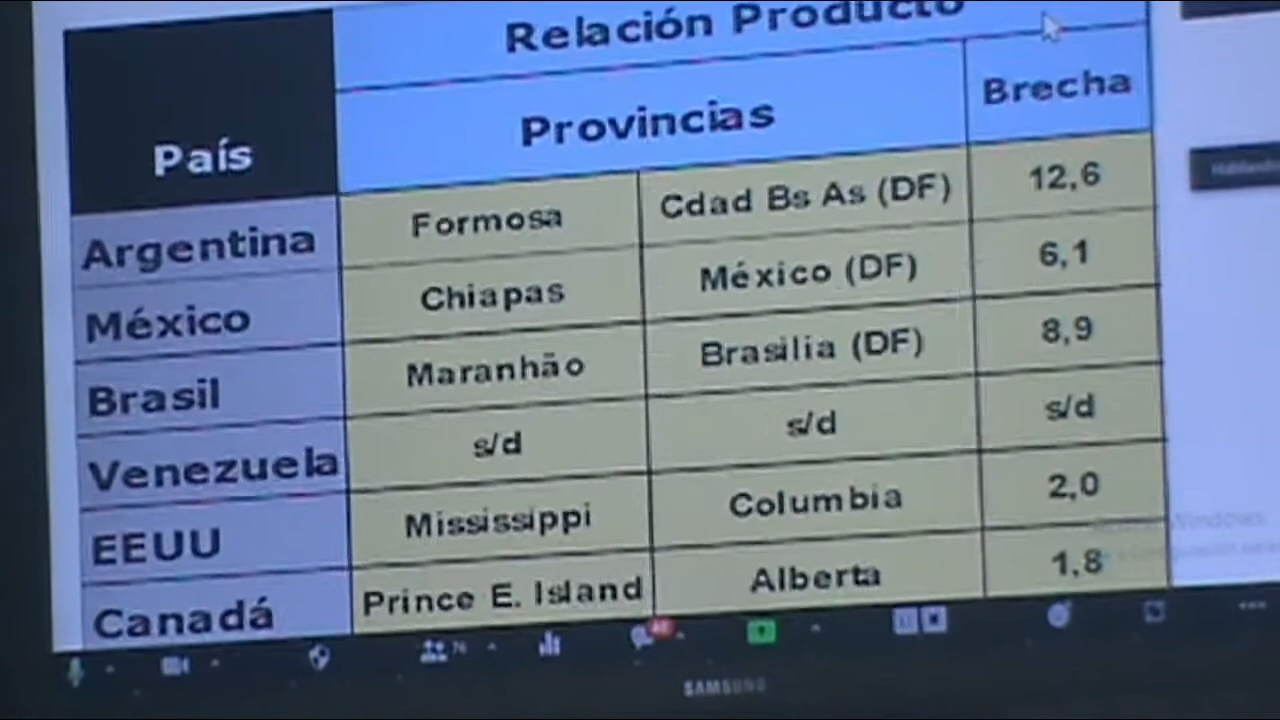 Relación Producto
Provincias
Brecha
País
Argentina Formosa Cdad Bs As (DF) 12,6
México Chiapas México (DF) 6,1
Brasil Maranhão Brasilia (DF) 8,9
Venezuela s/d s/d s/d
EEUU Mississippi Columbia 2,0
Canadá Prince E. Island Alberta 1,8
Windows
SAMSUNG